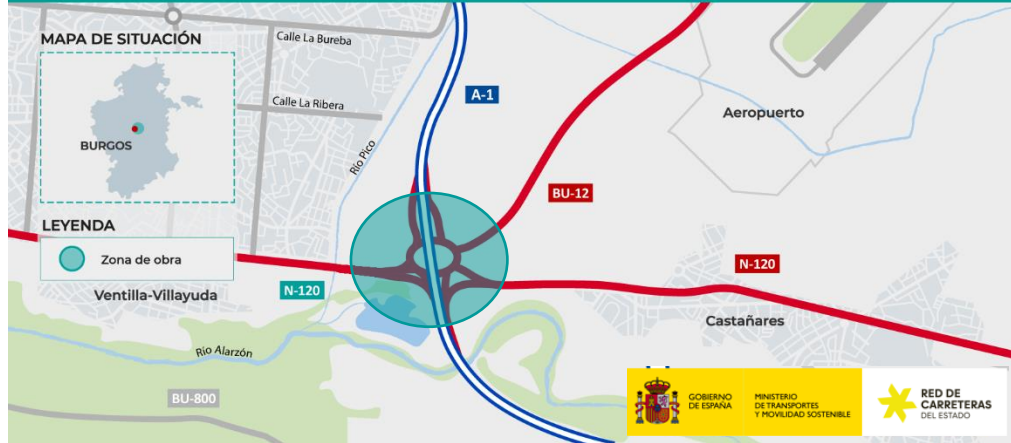 MAPA DE SITUACIÓN
BURGOS
LEYENDA
Zona de obra
Calle La Bureba
Calle La Ribera
Río Pico
A-1
Aeropuerto
BU-12
N-120
N-120
Ventilla-Villayuda
Castañares
Rio Alarzón
BU-800
GOBIERNO
DE ESPAÑA
MINISTERIO
DE TRANSPORTES
Y MOVILIDAD SOSTENIBLE
RED DE
CARRETERAS
DEL ESTADO